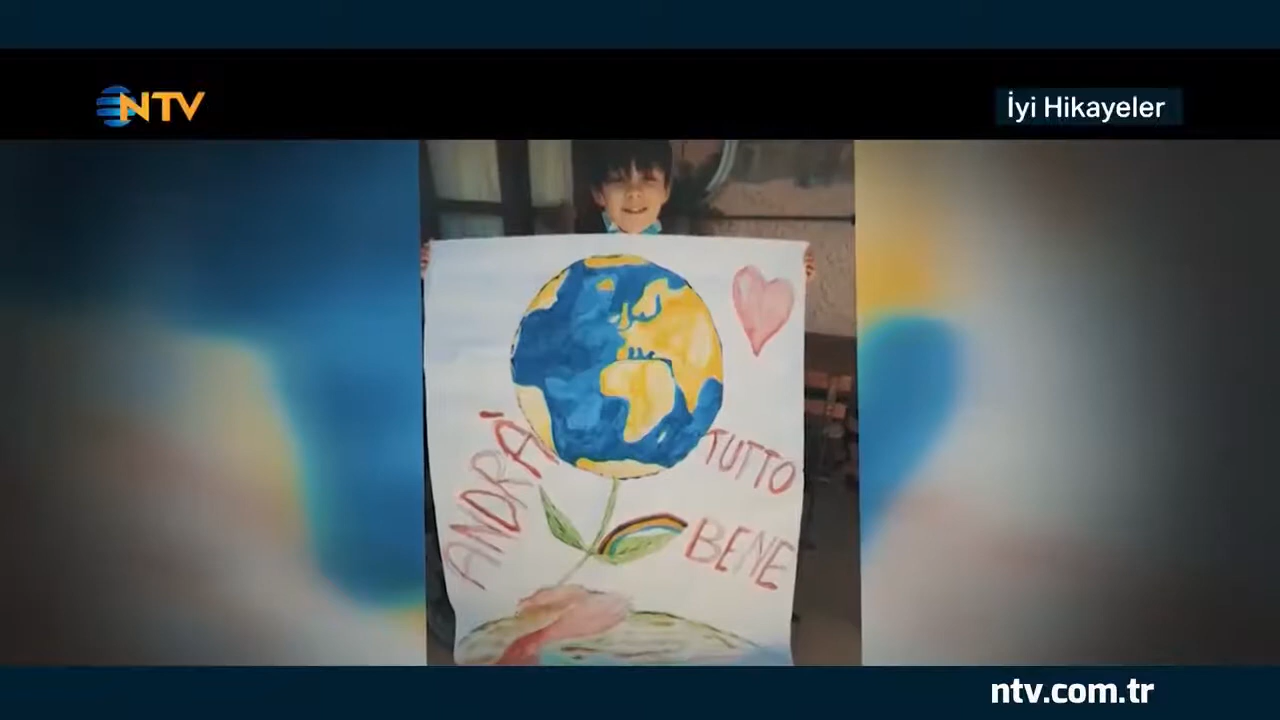 NTV
İyi Hikayeler
ANDRÀ
TUTTO
BENE
ntv.com.tr